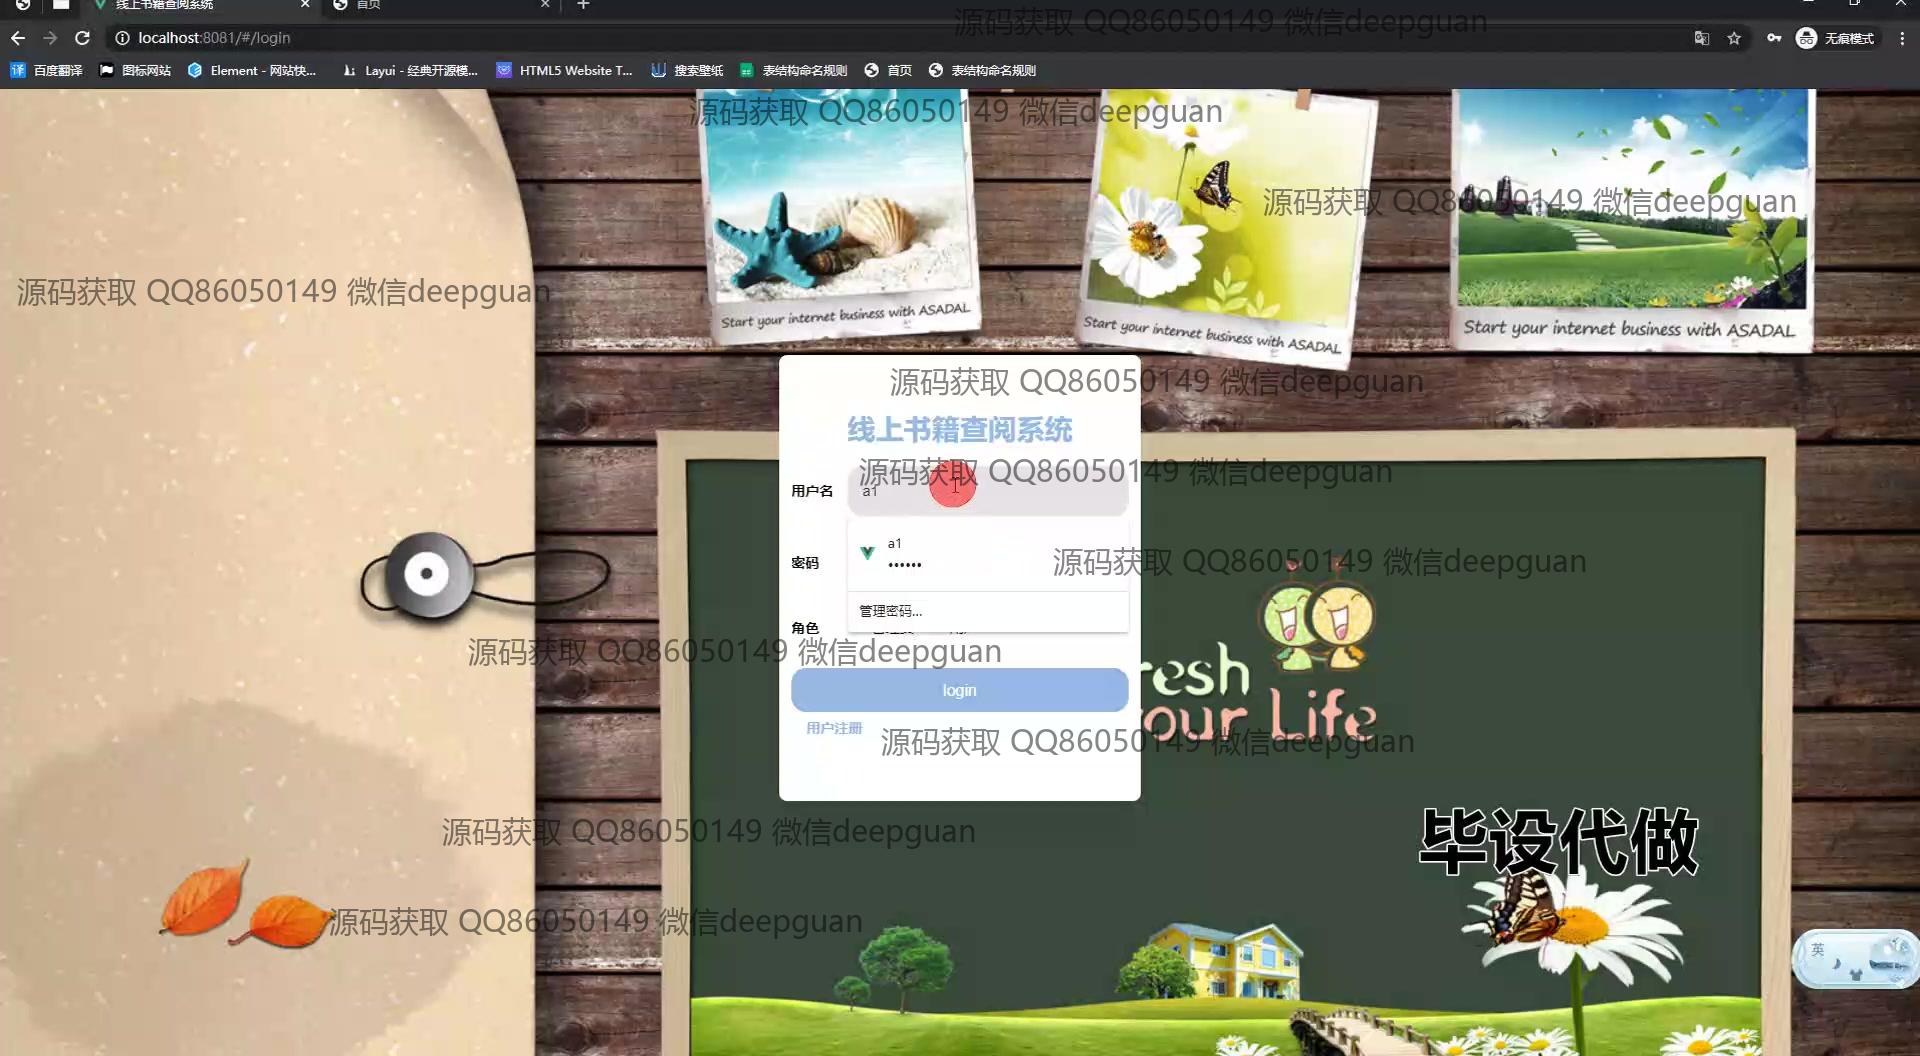 线上书籍查阅系统
首页
localhost:8081/#/login
无痕模式
百度翻译
图标网站
Element - 网站快...
Layui - 经典开源模...
HTML5 Website T...
搜索壁纸
表结构命名规则
首页
表结构命名规则
源码获取 QQ86050149 微信deepguan
源码获取 QQ86050149 微信deepguan
源码获取 QQ86050149 微信deepguan
源码获取 QQ86050149 微信deepguan
Start your internet business with ASADAL
Start your internet business with ASADAL
Start your internet business with ASADAL
源码获取 QQ86050149 微信deepguan
线上书籍查阅系统
源码获取 QQ86050149 微信deepguan
用户名
a1
a1
密码
源码获取 QQ86050149 微信deepguan
管理密码...
角色
源码获取 QQ86050149 微信deepguan
login
resh
your Life
用户注册
源码获取 QQ86050149 微信deepguan
源码获取 QQ86050149 微信deepguan
毕设代做
源码获取 QQ86050149 微信deepguan
英